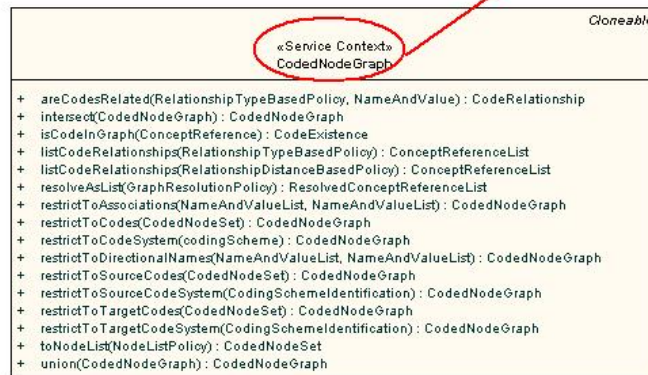 Cloneable
«Service Context»
CodedNodeGraph
+ areCodesRelated(RelationshipTypeBasedPolicy, NameAndValue) : CodeRelationship
+ intersect(CodedNodeGraph) : CodedNodeGraph
+ isCodeInGraph(ConceptReference) : CodeExistence
+ listCodeRelationships(RelationshipTypeBasedPolicy) : ConceptReferenceList
+ listCodeRelationships(RelationshipDistanceBasedPolicy) : ConceptReferenceList
+ resolveAsList(GraphResolutionPolicy) : ResolvedConceptReferenceList
+ restrictToAssociations(NameAndValueList, NameAndValueList) : CodedNodeGraph
+ restrictToCodes(CodedNodeSet) : CodedNodeGraph
+ restrictToCodeSystem(codingScheme) : CodedNodeGraph
+ restrictToDirectionalNames(NameAndValueList, NameAndValueList) : CodedNodeGraph
+ restrictToSourceCodes(CodedNodeSet) : CodedNodeGraph
+ restrictToSourceCodeSystem(CodingSchemeIdentification) : CodedNodeGraph
+ restrictToTargetCodes(CodedNodeSet) : CodedNodeGraph
+ restrictToTargetCodeSystem(CodingSchemeIdentification) : CodedNodeGraph
+ toNodeList(NodeListPolicy) : CodedNodeSet
+ union(CodedNodeGraph) : CodedNodeGraph